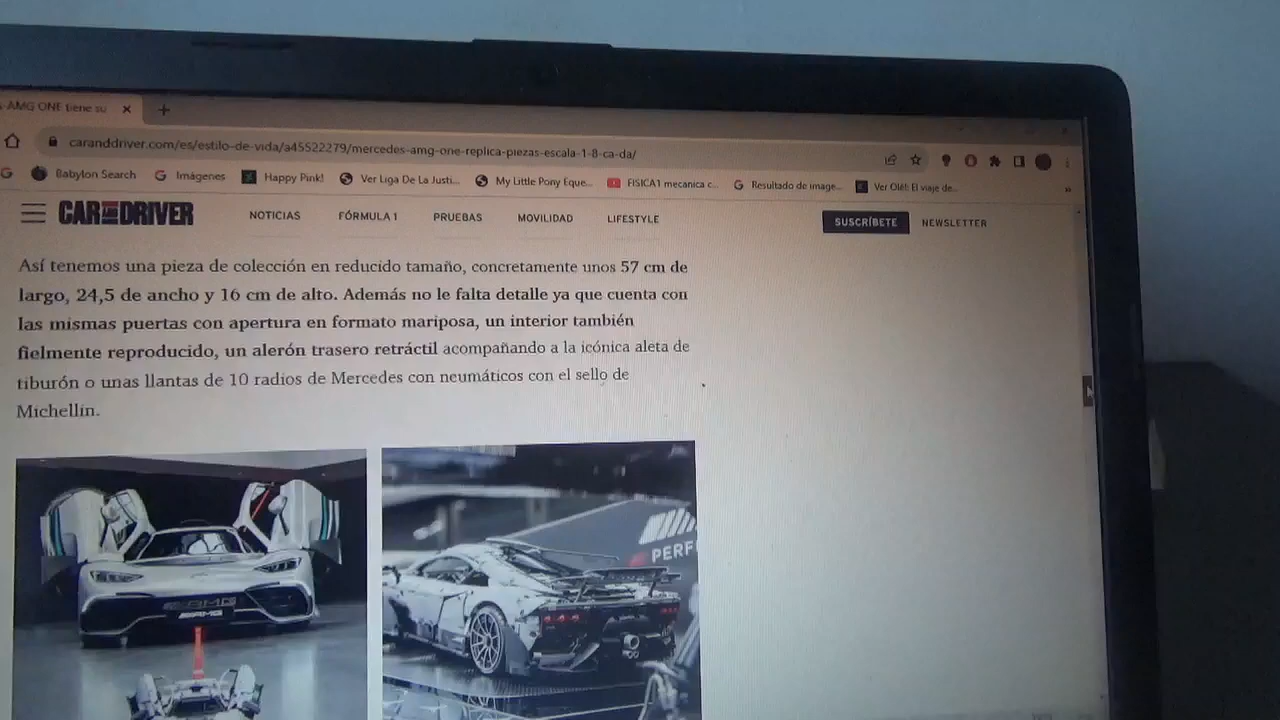 -AMG ONE tiene su
caranddriver.com/es/estilo-de-vida/a45522279/mercedes-amg-one-replica-piezas-escala-1-8-ca-da/
Babylon Search Imágenes Happy Pink! Ver Liga De La Justi... My Little Pony Eque... FISICA1 mecanica c... Resultado de image... Ver Olé!: El viaje de...
CAR AND DRIVER NOTICIAS FÓRMULA 1 PRUEBAS MOVILIDAD LIFESTYLE SUSCRÍBETE NEWSLETTER
Así tenemos una pieza de colección en reducido tamaño, concretamente unos 57 cm de
largo, 24,5 de ancho y 16 cm de alto. Además no le falta detalle ya que cuenta con
las mismas puertas con apertura en formato mariposa, un interior también
fielmente reproducido, un alerón trasero retráctil acompañando a la icónica aleta de
tiburón o unas llantas de 10 radios de Mercedes con neumáticos con el sello de
Michellin.
PERF
AMG
AMG